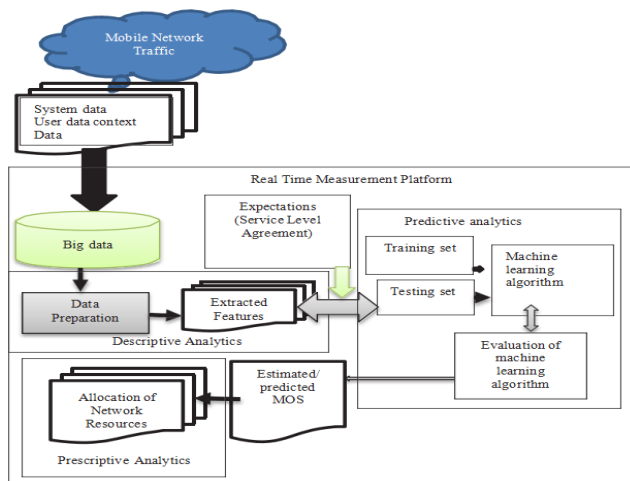 Mobile Network
Traffic
System data
User data context
Data
Real Time Measurement Platform
Expectations
(Service Level
Agreement)
Predictive analytics
Training set
Machine
learning
algorithm
Testing set
Big data
Data
Preparation
Extracted
Features
Descriptive Analytics
Evaluation of
machine
learning
algorithm
Estimated/
predicted
MOS
Allocation of
Network
Resources
Prescriptive Analytics